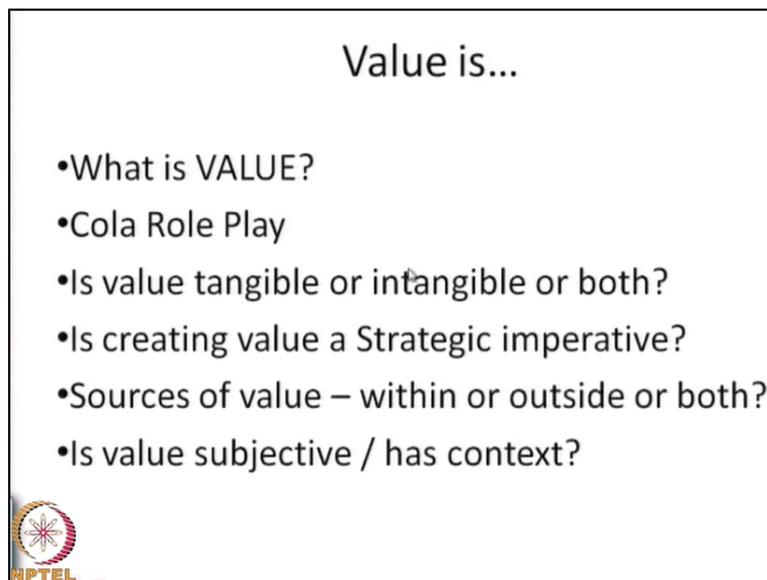 Value is...
•What is VALUE?
•Cola Role Play
•Is value tangible or intangible or both?
•Is creating value a Strategic imperative?
•Sources of value – within or outside or both?
•Is value subjective / has context?
NPTEL